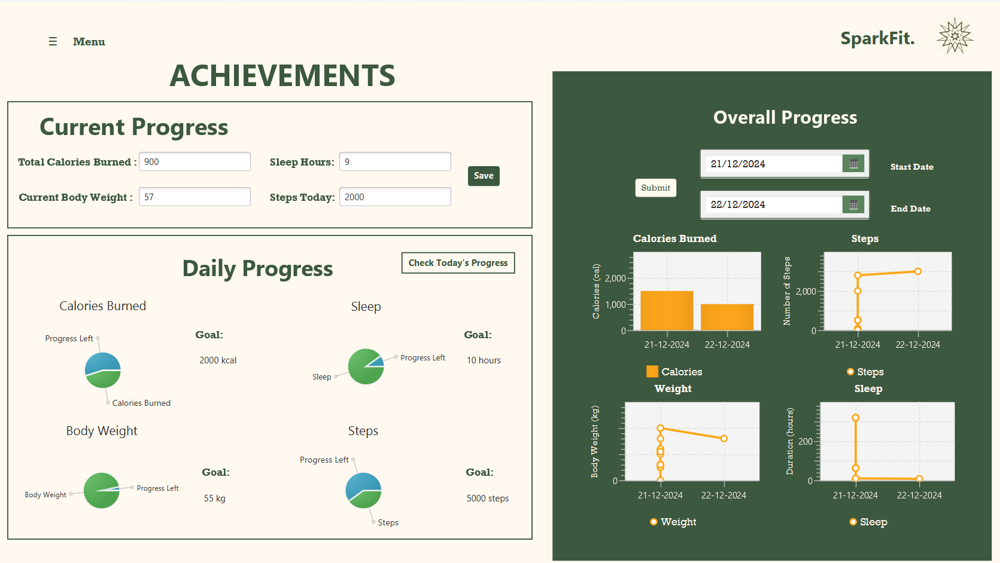 ☰ Menu
SparkFit.
ACHIEVEMENTS
Current Progress
Total Calories Burned : 900
Sleep Hours: 9
Save
Current Body Weight : 57
Steps Today: 2000
Daily Progress
Check Today's Progress
Calories Burned
Progress Left
Calories Burned
Goal:
2000 kcal
Sleep
Progress Left
Sleep
Goal:
10 hours
Body Weight
Body Weight
Progress Left
Goal:
55 kg
Steps
Progress Left
Steps
Goal:
5000 steps
Overall Progress
21/12/2024
Start Date
Submit
22/12/2024
End Date
Calories Burned
Calories (cal)
2,000
1,000
0
21-12-2024 22-12-2024
Calories
Steps
Number of Steps
2,000
0
21-12-2024 22-12-2024
Steps
Weight
Body Weight (kg)
0
21-12-2024 22-12-2024
Weight
Sleep
Duration (hours)
200
0
21-12-2024 22-12-2024
Sleep